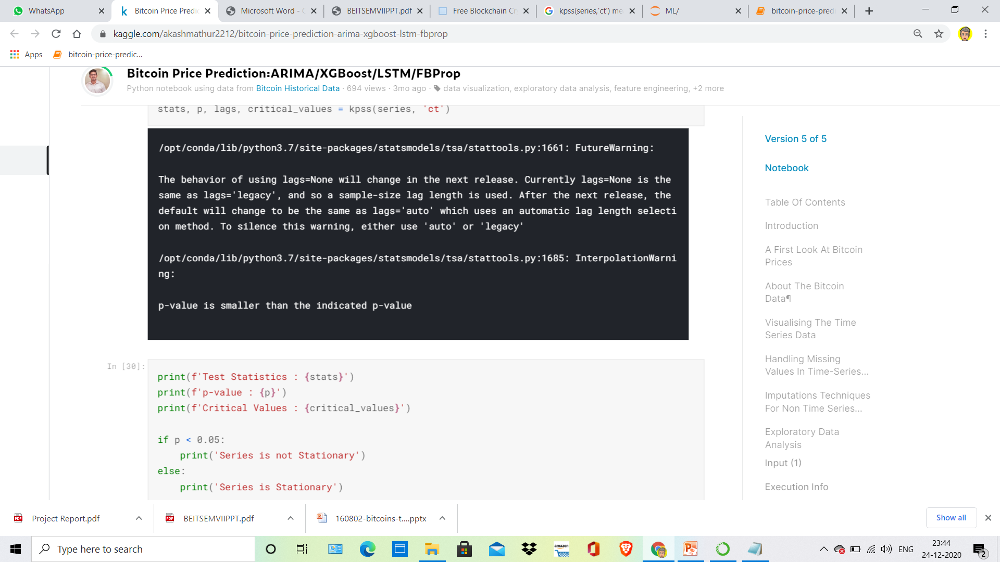 WhatsApp
Bitcoin Price Predic
Microsoft Word -
BEITSEMVIIPPT.pdf
Free Blockchain Cr
kpss(series,'ct') me
ML/
bitcoin-price-predi
kaggle.com/akashmathur2212/bitcoin-price-prediction-arima-xgboost-lstm-fbprop
Apps
bitcoin-price-predic...
Bitcoin Price Prediction:ARIMA/XGBoost/LSTM/FBProp
Python notebook using data from Bitcoin Historical Data · 694 views · 3mo ago · data visualization, exploratory data analysis, feature engineering, +2 more
stats, p, lags, critical_values = kpss(series, 'ct')
/opt/conda/lib/python3.7/site-packages/statsmodels/tsa/stattools.py:1661: FutureWarning:
The behavior of using lags=None will change in the next release. Currently lags=None is the
same as lags='legacy', and so a sample-size lag length is used. After the next release, the
default will change to be the same as lags='auto' which uses an automatic lag length selecti
on method. To silence this warning, either use 'auto' or 'legacy'
/opt/conda/lib/python3.7/site-packages/statsmodels/tsa/stattools.py:1685: InterpolationWarni
ng:
p-value is smaller than the indicated p-value
In [30]:
print(f'Test Statistics : {stats}')
print(f'p-value : {p}')
print(f'Critical Values : {critical_values}')
if p < 0.05:
    print('Series is not Stationary')
else:
    print('Series is Stationary')
Version 5 of 5
Notebook
Table Of Contents
Introduction
A First Look At Bitcoin
Prices
About The Bitcoin
Data¶
Visualising The Time
Series Data
Handling Missing
Values In Time-Series...
Imputations Techniques
For Non Time Series...
Exploratory Data
Analysis
Input (1)
Execution Info
Project Report.pdf
BEITSEMVIIPPT.pdf
160802-bitcoins-t....pptx
Show all
Type here to search
amazon
ENG
23:44
24-12-2020
2